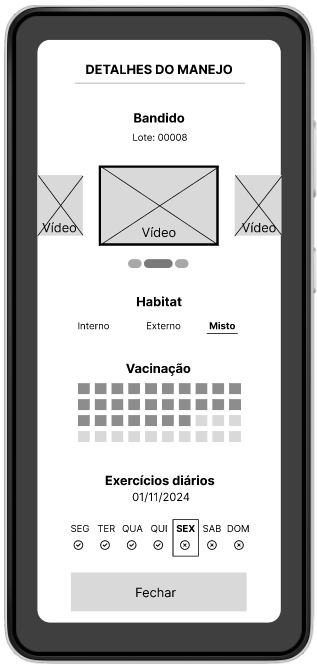 DETALHES DO MANEJO
Bandido
Lote: 00008
Vídeo Vídeo Vídeo
Habitat
Interno Externo Misto
Vacinação
Exercícios diários
01/11/2024
SEG TER QUA QUI SEX SAB DOM
Fechar